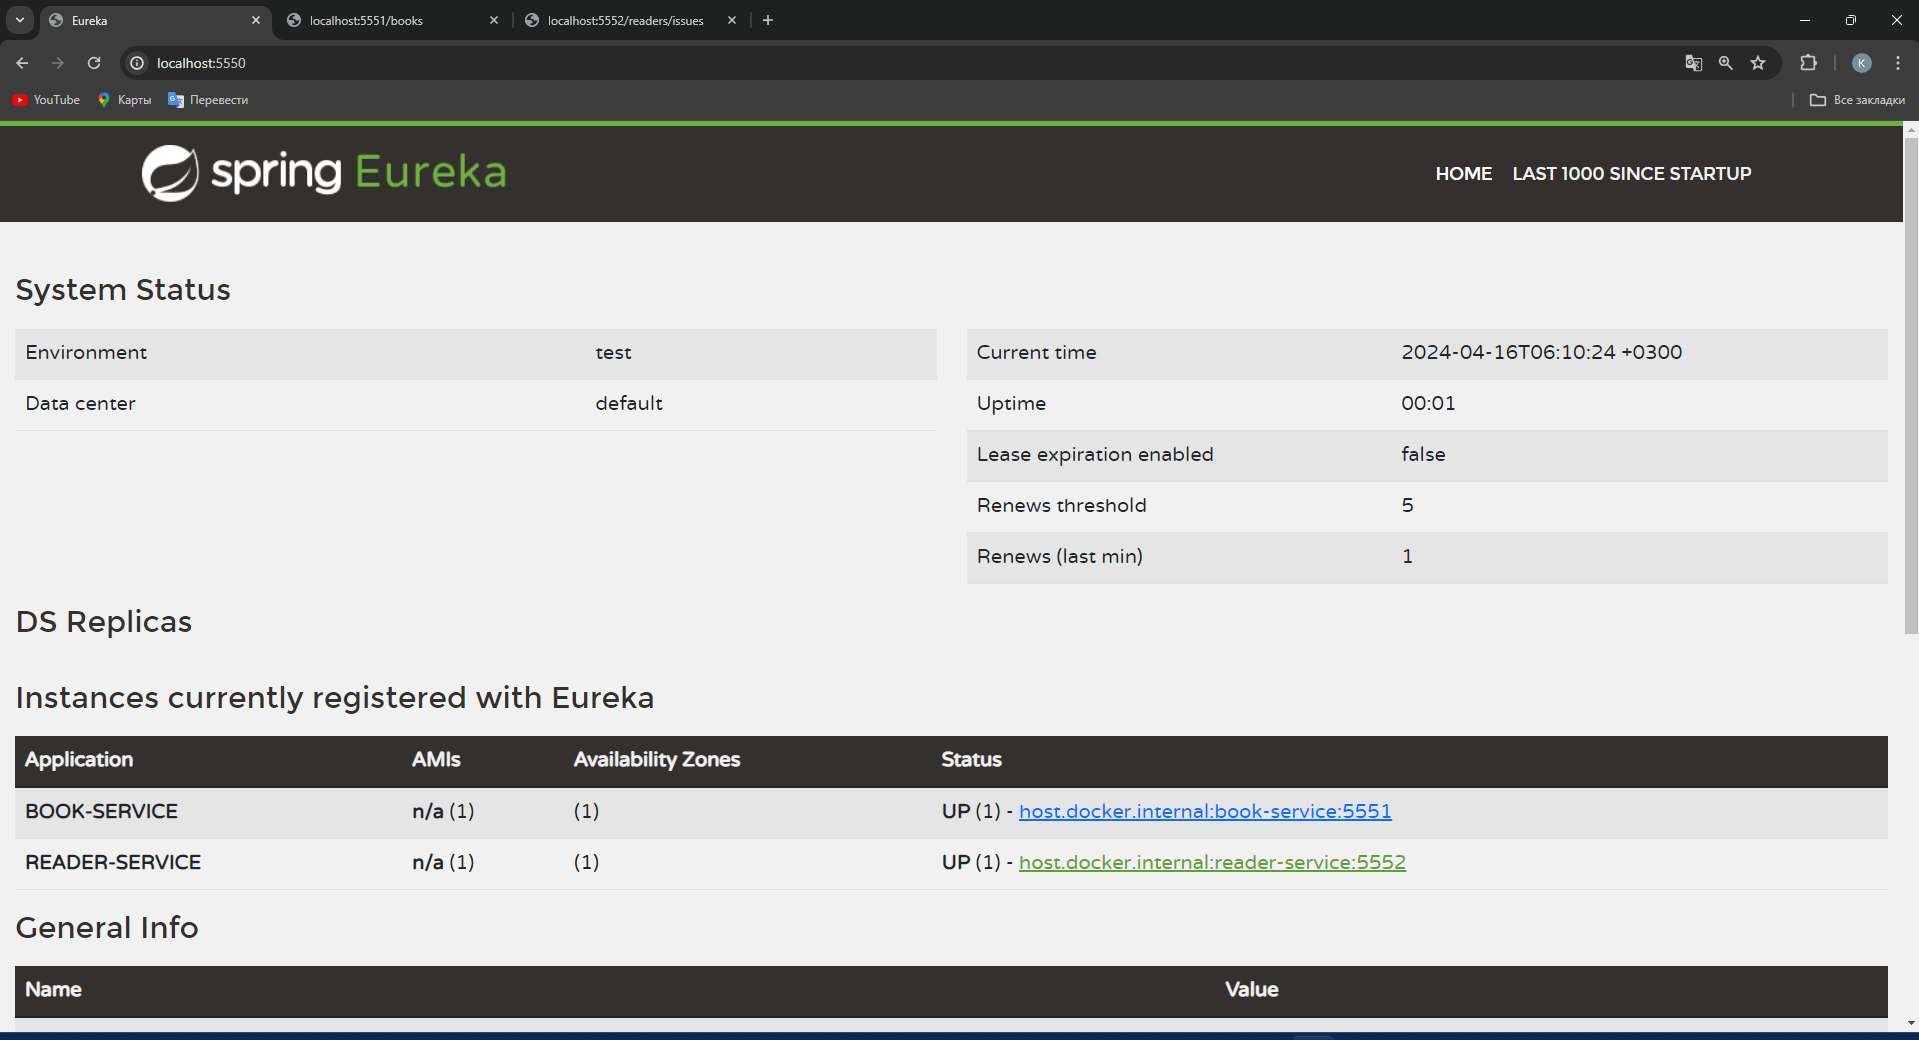 Eureka
localhost:5551/books
localhost:5552/readers/issues
localhost:5550
K
YouTube
Карты
Перевести
Все закладки
spring Eureka
HOME LAST 1000 SINCE STARTUP
System Status
Environment test
Data center default
Current time 2024-04-16T06:10:24 +0300
Uptime 00:01
Lease expiration enabled false
Renews threshold 5
Renews (last min) 1
DS Replicas
Instances currently registered with Eureka
Application AMIs Availability Zones Status
BOOK-SERVICE n/a (1) (1) UP (1) - host.docker.internal:book-service:5551
READER-SERVICE n/a (1) (1) UP (1) - host.docker.internal:reader-service:5552
General Info
Name Value